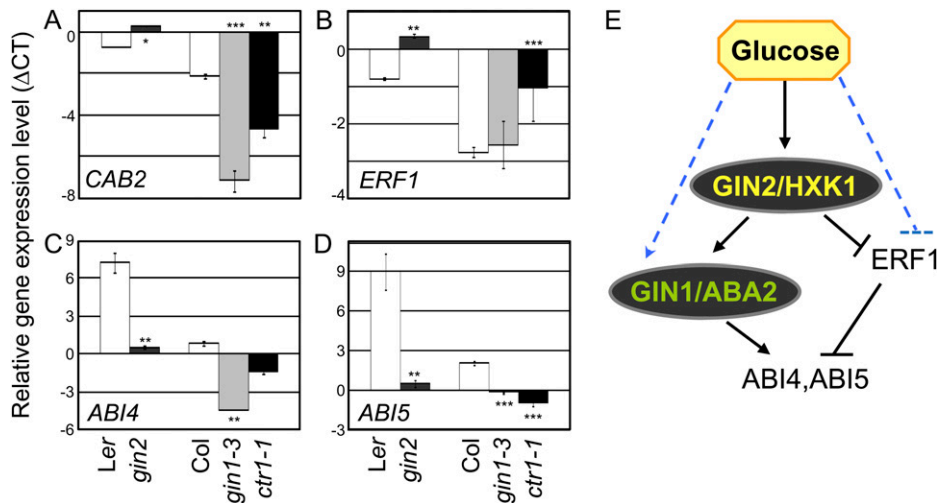 Relative gene expression level (ΔCT)
A
0
-4
-8
CAB2
*
***
**
B
0
-2
-4
ERF1
**
***
C
9
6
3
0
-3
-6
ABI4
**
**
D
9
6
3
0
-3
ABI5
**
***
***
Ler
gin2
Col
gin1-3
ctr1-1
Ler
gin2
Col
gin1-3
ctr1-1
E
Glucose
GIN2/HXK1
ERF1
GIN1/ABA2
ABI4,ABI5